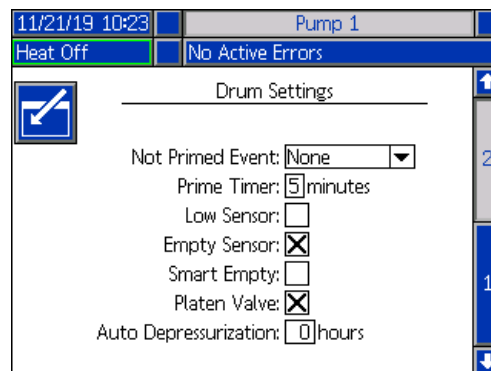 11/21/19 10:23 Pump 1
Heat Off No Active Errors
Drum Settings
Not Primed Event: None
2
Prime Timer: 5 minutes
Low Sensor:
Empty Sensor: X
Smart Empty:
1
Platen Valve: X
Auto Depressurization: 0 hours